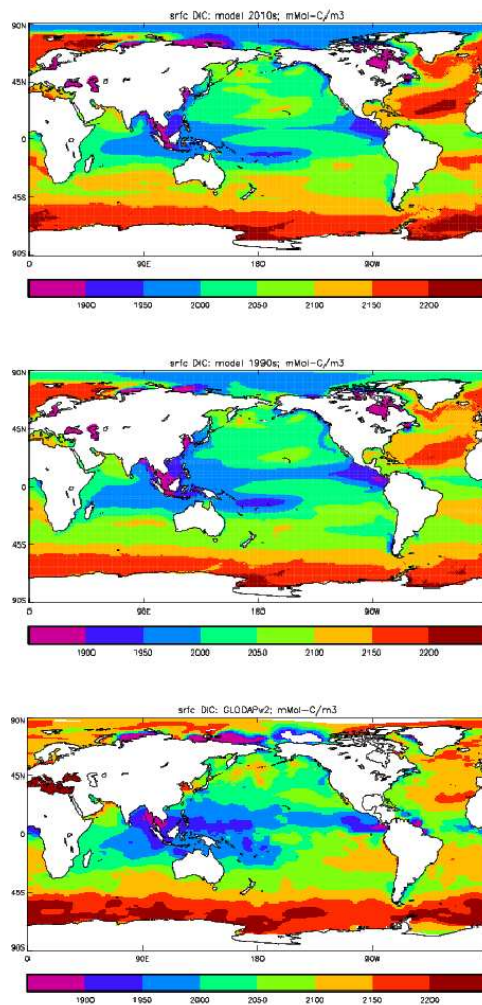 srfc DIC: model 2010s; mMol-C/m3
90N
45N
0
45S
90S
0 90E 180 90W
1900 1950 2000 2050 2100 2150 2200
srfc DIC: model 1990s; mMol-C/m3
90N
45N
0
45S
90S
0 90E 180 90W
1900 1950 2000 2050 2100 2150 2200
srfc DIC: GLODAPv2; mMol-C/m3
90N
45N
0
45S
90S
0 90E 180 90W
1900 1950 2000 2050 2100 2150 2200